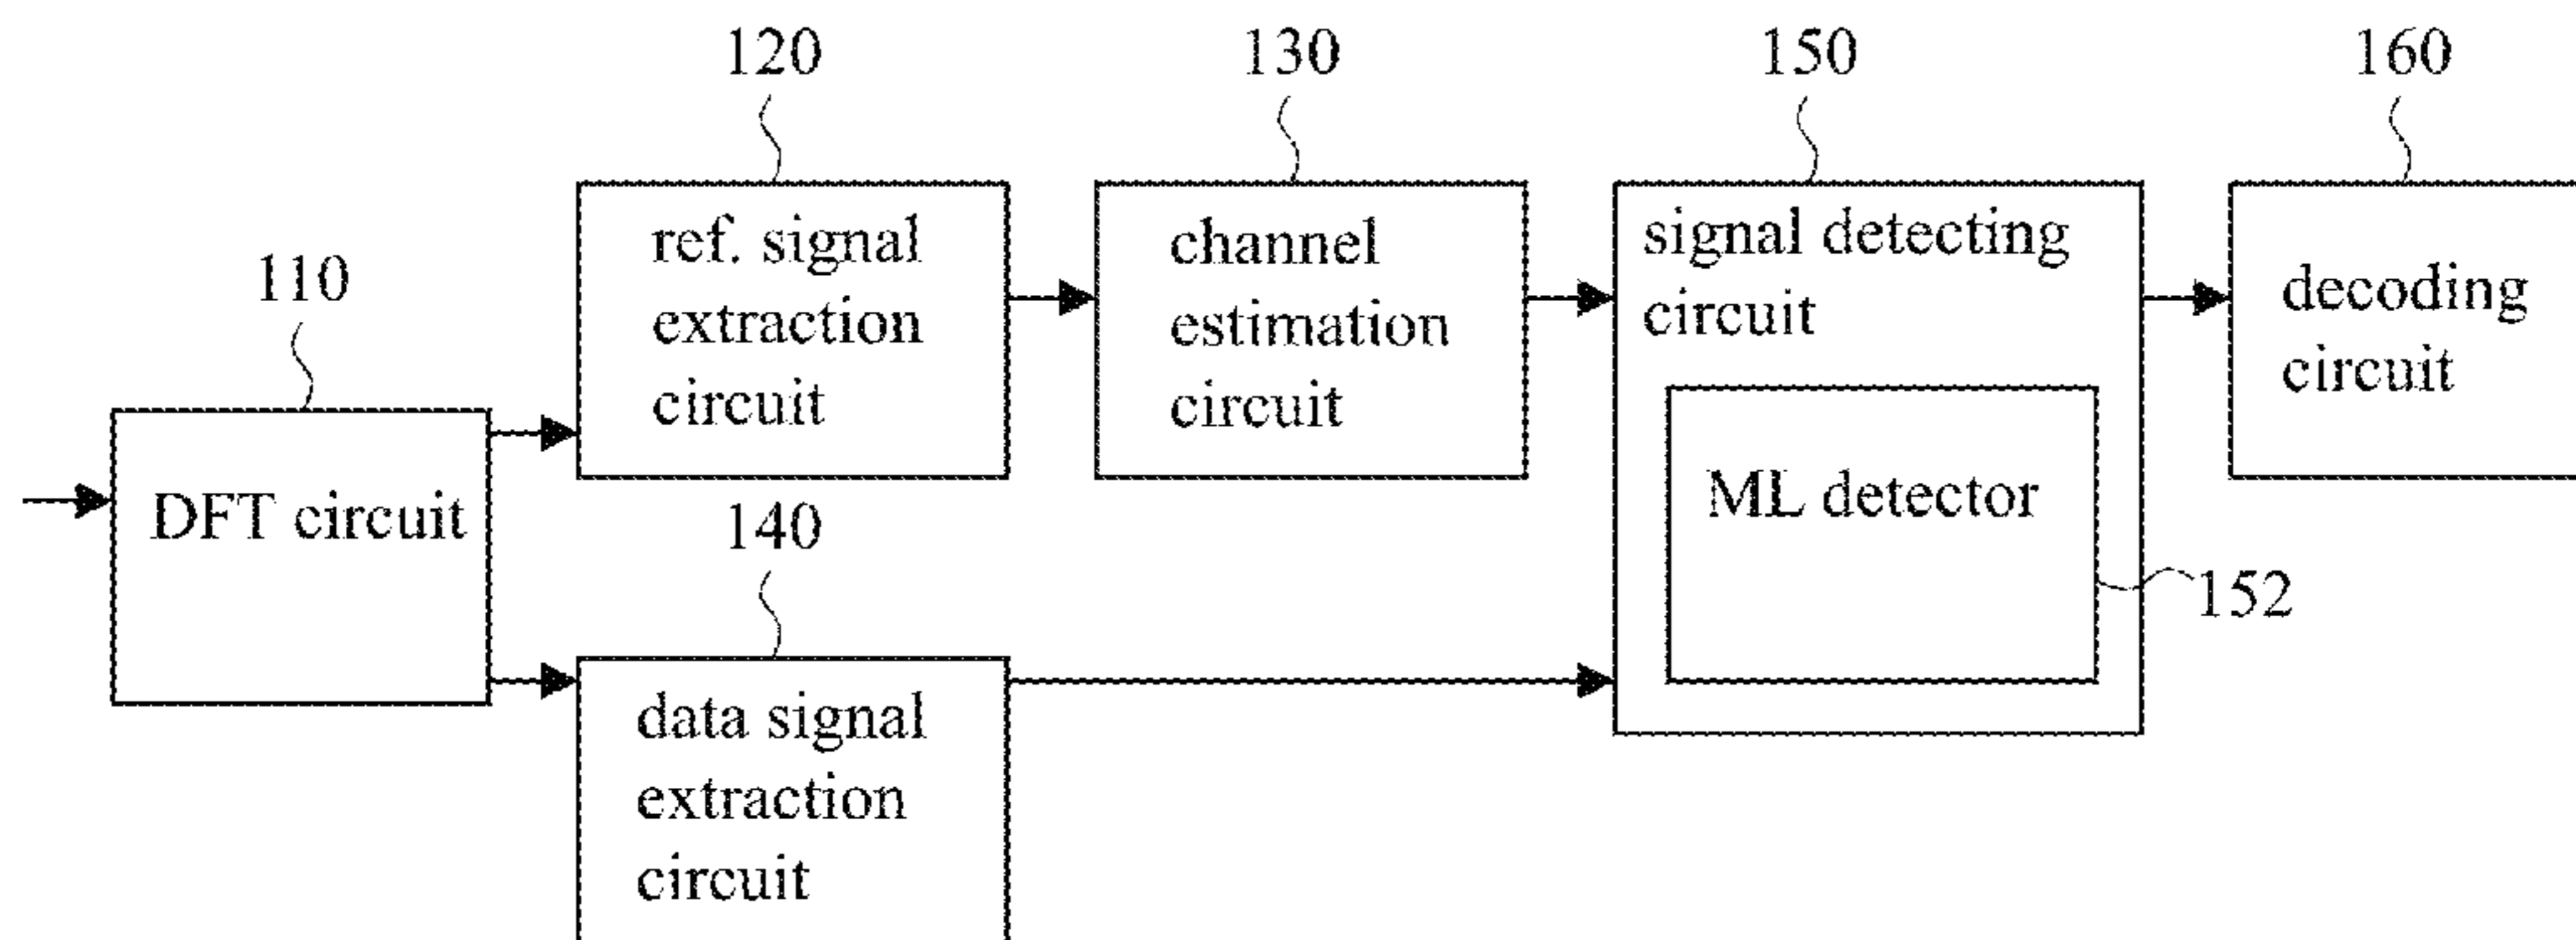 120
130
150
160
110
ref. signal
extraction
circuit
channel
estimation
circuit
signal detecting
circuit
decoding
circuit
DFT circuit
ML detector
140
152
data signal
extraction
circuit